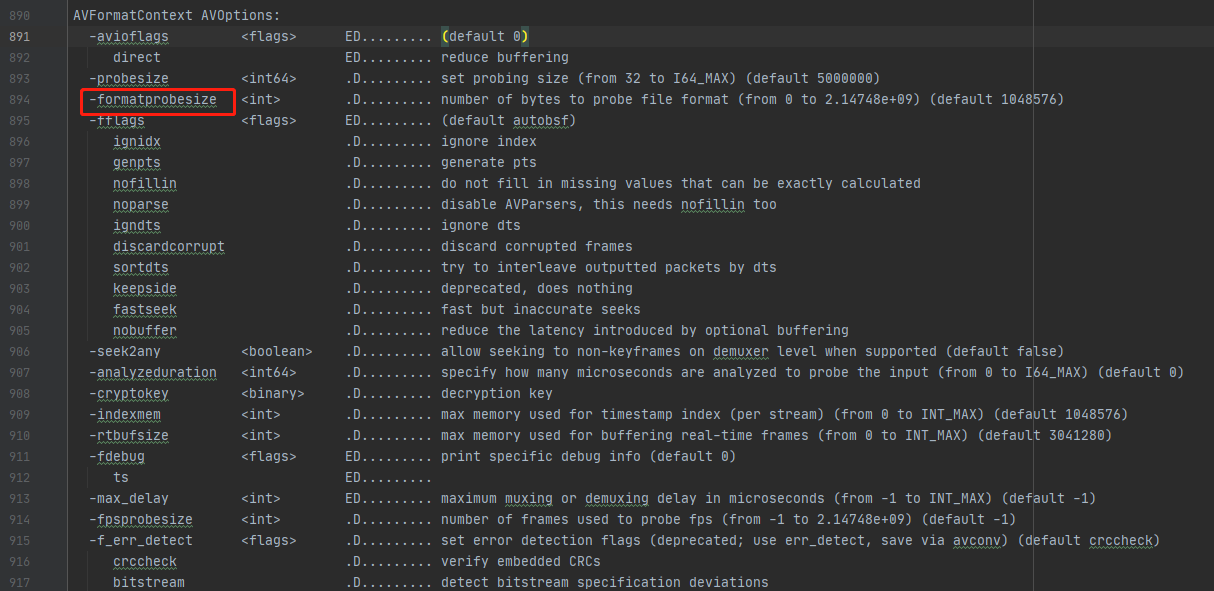 890 AVFormatContext AVOptions:
891 -avioflags <flags> ED......... (default 0)
892 direct ED......... reduce buffering
893 -probesize <int64> .D......... set probing size (from 32 to I64_MAX) (default 5000000)
894 -formatprobesize <int> .D......... number of bytes to probe file format (from 0 to 2.14748e+09) (default 1048576)
895 -fflags <flags> ED......... (default autobsf)
896 ignidx .D......... ignore index
897 genpts .D......... generate pts
898 nofillin .D......... do not fill in missing values that can be exactly calculated
899 noparse .D......... disable AVParsers, this needs nofillin too
900 igndts .D......... ignore dts
901 discardcorrupt .D......... discard corrupted frames
902 sortdts .D......... try to interleave outputted packets by dts
903 keepside .D......... deprecated, does nothing
904 fastseek .D......... fast but inaccurate seeks
905 nobuffer .D......... reduce the latency introduced by optional buffering
906 -seek2any <boolean> .D......... allow seeking to non-keyframes on demuxer level when supported (default false)
907 -analyzeduration <int64> .D......... specify how many microseconds are analyzed to probe the input (from 0 to I64_MAX) (default 0)
908 -cryptokey <binary> .D......... decryption key
909 -indexmem <int> .D......... max memory used for timestamp index (per stream) (from 0 to INT_MAX) (default 1048576)
910 -rtbufsize <int> .D......... max memory used for buffering real-time frames (from 0 to INT_MAX) (default 3041280)
911 -fdebug <flags> ED......... print specific debug info (default 0)
912 ts ED.........
913 -max_delay <int> ED......... maximum muxing or demuxing delay in microseconds (from -1 to INT_MAX) (default -1)
914 -fpsprobesize <int> .D......... number of frames used to probe fps (from -1 to 2.14748e+09) (default -1)
915 -f_err_detect <flags> .D......... set error detection flags (deprecated; use err_detect, save via avconv) (default crccheck)
916 crccheck .D......... verify embedded CRCs
917 bitstream .D......... detect bitstream specification deviations